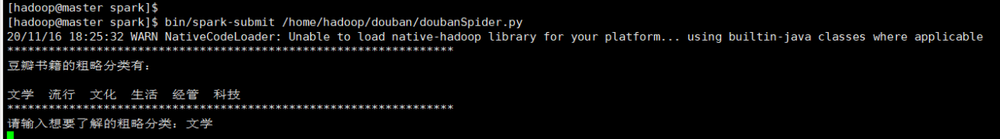 [hadoop@master spark]$
[hadoop@master spark]$ bin/spark-submit /home/hadoop/douban/doubanSpider.py
20/11/16 18:25:32 WARN NativeCodeLoader: Unable to load native-hadoop library for your platform... using builtin-java classes where applicable
*****************************************************************
豆瓣书籍的粗略分类有：
文学 流行 文化 生活 经管 科技
*****************************************************************
请输入想要了解的粗略分类：文学